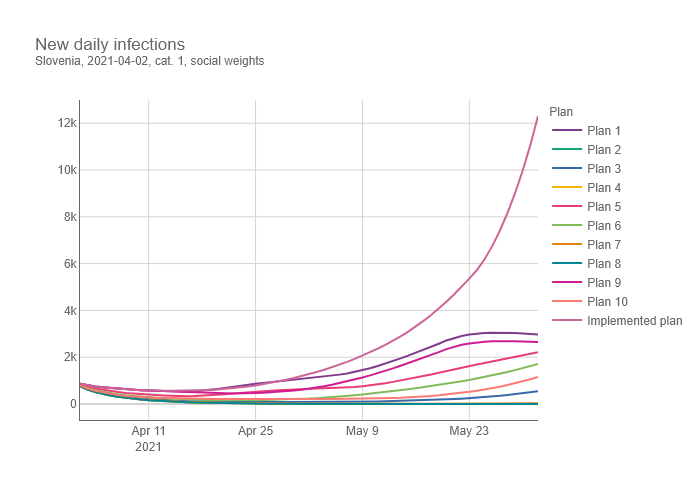 New daily infections
Slovenia, 2021-04-02, cat. 1, social weights
12k
10k
8k
6k
4k
2k
0
Apr 11
2021
Apr 25
May 9
May 23
Plan
Plan 1
Plan 2
Plan 3
Plan 4
Plan 5
Plan 6
Plan 7
Plan 8
Plan 9
Plan 10
Implemented plan